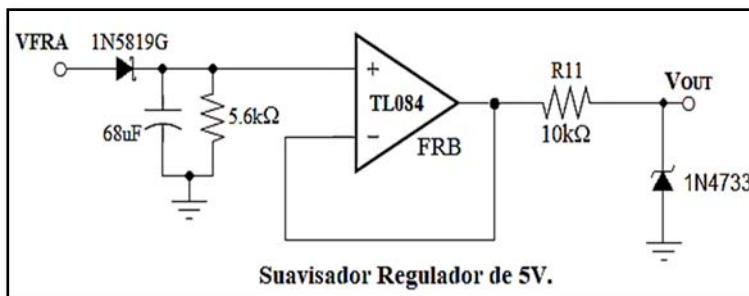 VFRA
1N5819G
68uF
5.6kΩ
+
TL084
−
FRB
R11
10kΩ
VOUT
1N4733
Suavisador Regulador de 5V.